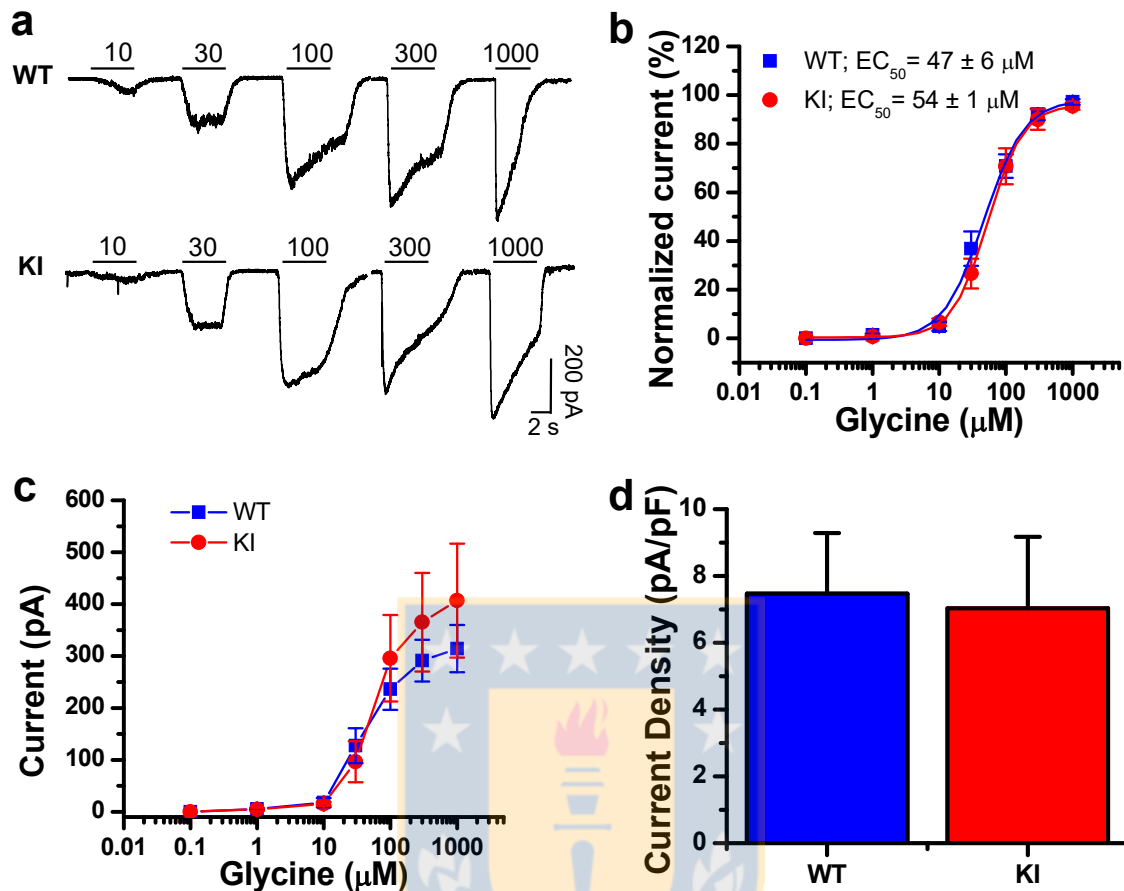 a
WT
10 30 100 300 1000
KI
10 30 100 300 1000
200 pA
2 s
b
Normalized current (%)
120
100
80
60
40
20
0
WT; EC50= 47 ± 6 µM
KI; EC50= 54 ± 1 µM
0.01 0.1 1 10 100 1000
Glycine (µM)
c
Current (pA)
600
500
400
300
200
100
0
WT
KI
0.01 0.1 1 10 100 1000
Glycine (µM)
d
Current Density (pA/pF)
10
8
6
4
2
0
WT KI